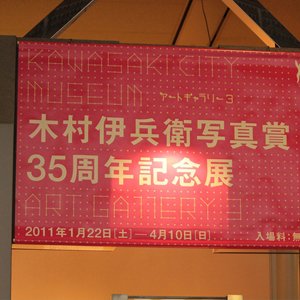 KAWASAKI CITY
MUSEUM アートギャラリー3
木村伊兵衛写真賞
35周年記念展
ART GALLERY 3
2011年1月22日[土]—4月10日[日] 入場料:無